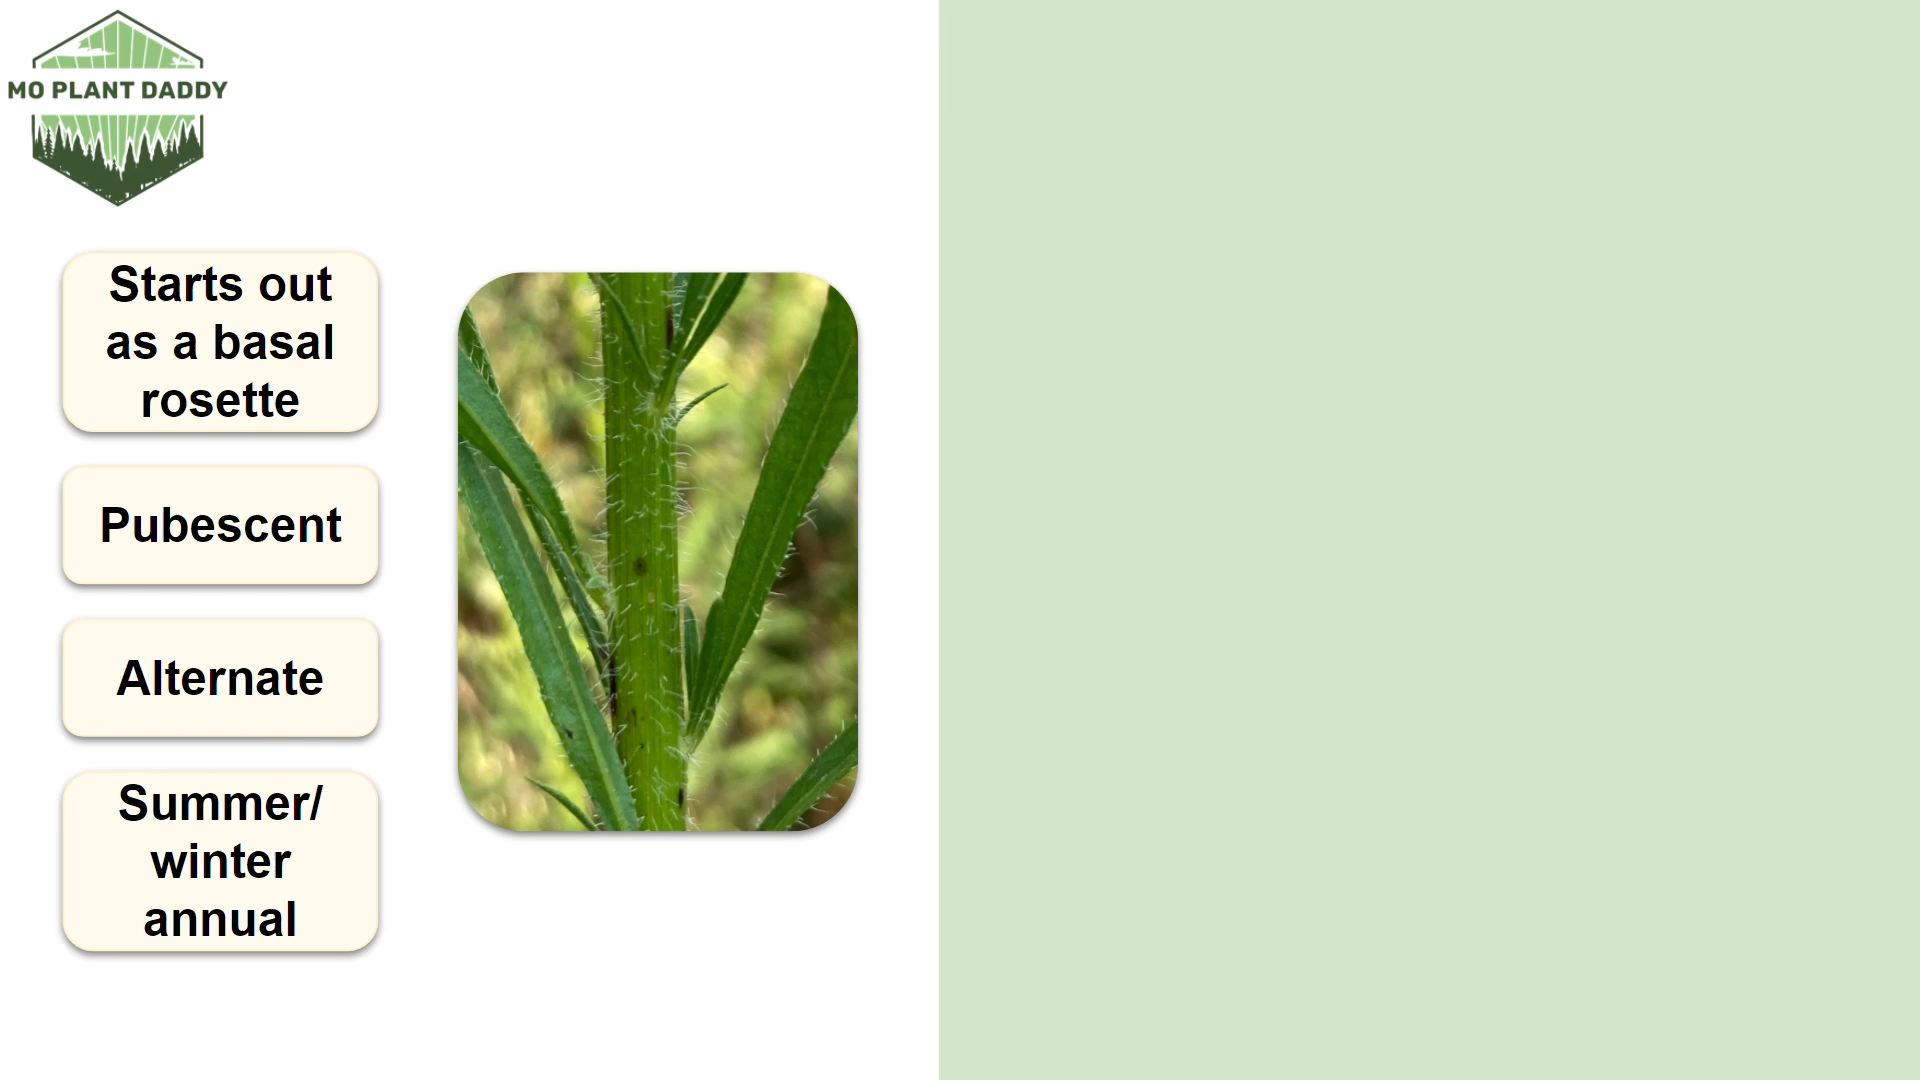 MO PLANT DADDY
Starts out
as a basal
rosette
Pubescent
Alternate
Summer/
winter
annual